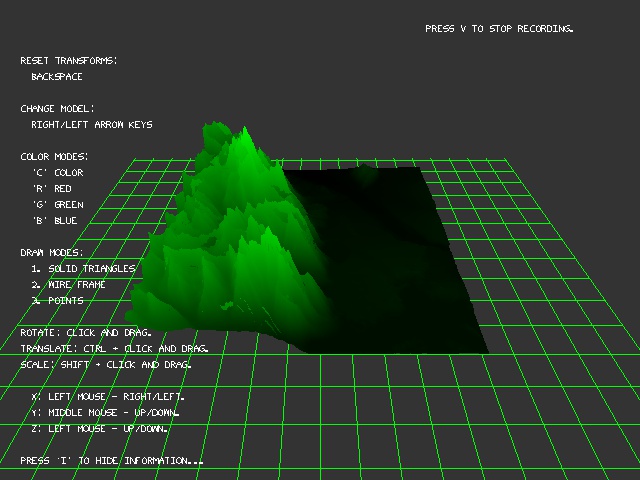 PRESS V TO STOP RECORDING.
RESET TRANSFORMS:
BACKSPACE
CHANGE MODEL:
RIGHT/LEFT ARROW KEYS
COLOR MODES:
'C' COLOR
'R' RED
'G' GREEN
'B' BLUE
DRAW MODES:
1. SOLID TRIANGLES
2. WIRE FRAME
3. POINTS
ROTATE: CLICK AND DRAG.
TRANSLATE: CTRL + CLICK AND DRAG.
SCALE: SHIFT + CLICK AND DRAG.
X: LEFT MOUSE - RIGHT/LEFT.
Y: MIDDLE MOUSE - UP/DOWN.
Z: LEFT MOUSE - UP/DOWN.
PRESS 'I' TO HIDE INFORMATION...